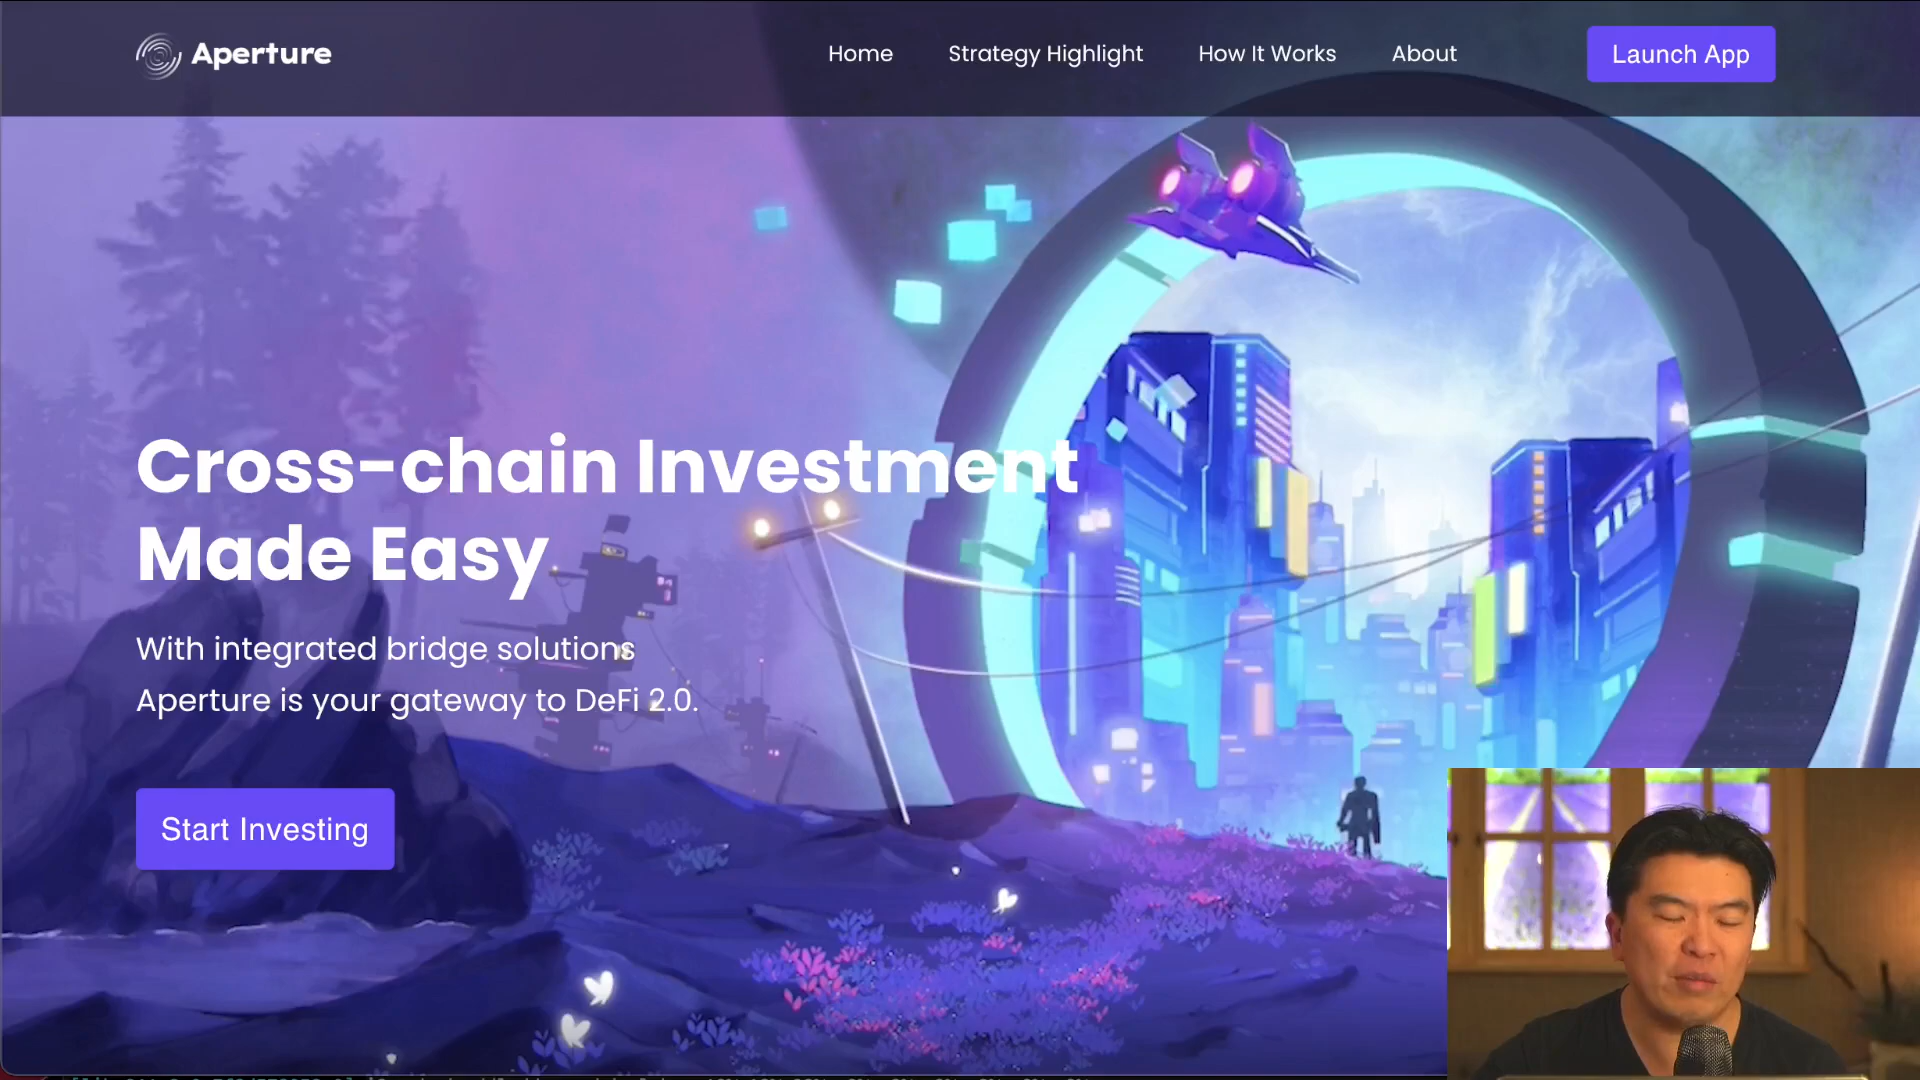 Aperture
Home
Strategy Highlight
How It Works
About
Launch App
Cross-chain Investment
Made Easy
With integrated bridge solutions
Aperture is your gateway to DeFi 2.0.
Start Investing